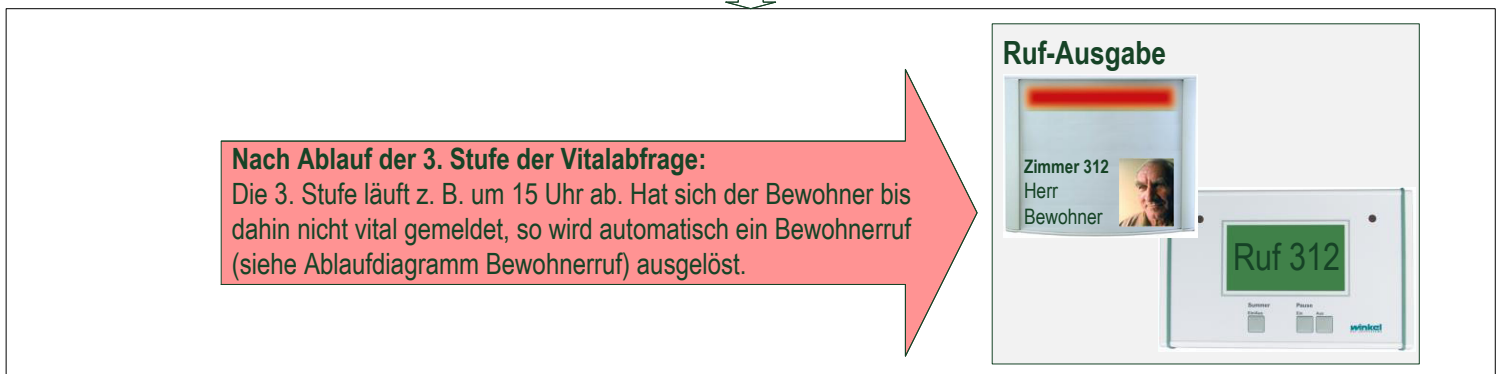 Nach Ablauf der 3. Stufe der Vitalabfrage:
Die 3. Stufe läuft z. B. um 15 Uhr ab. Hat sich der Bewohner bis
dahin nicht vital gemeldet, so wird automatisch ein Bewohnerruf
(siehe Ablaufdiagramm Bewohnerruf) ausgelöst.
Ruf-Ausgabe
Zimmer 312
Herr
Bewohner
Ruf 312
Summer Pause
Ein/Aus Ein Aus
winkel